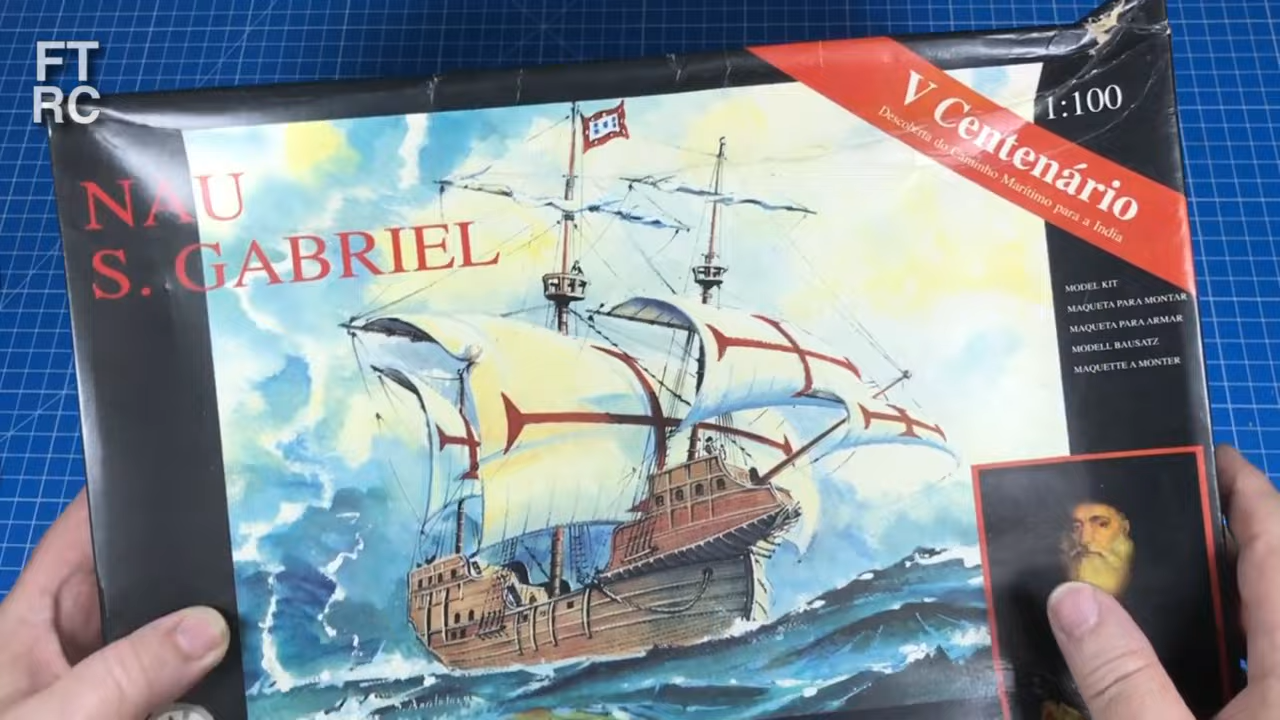 FT
RC
NAU
S. GABRIEL
V Centenário
Descoberta do Caminho Marítimo para a Índia
1:100
MODEL KIT
MAQUETA PARA MONTAR
MAQUETA PARA ARMAR
MODELL BAUSATZ
MAQUETTE A MONTER